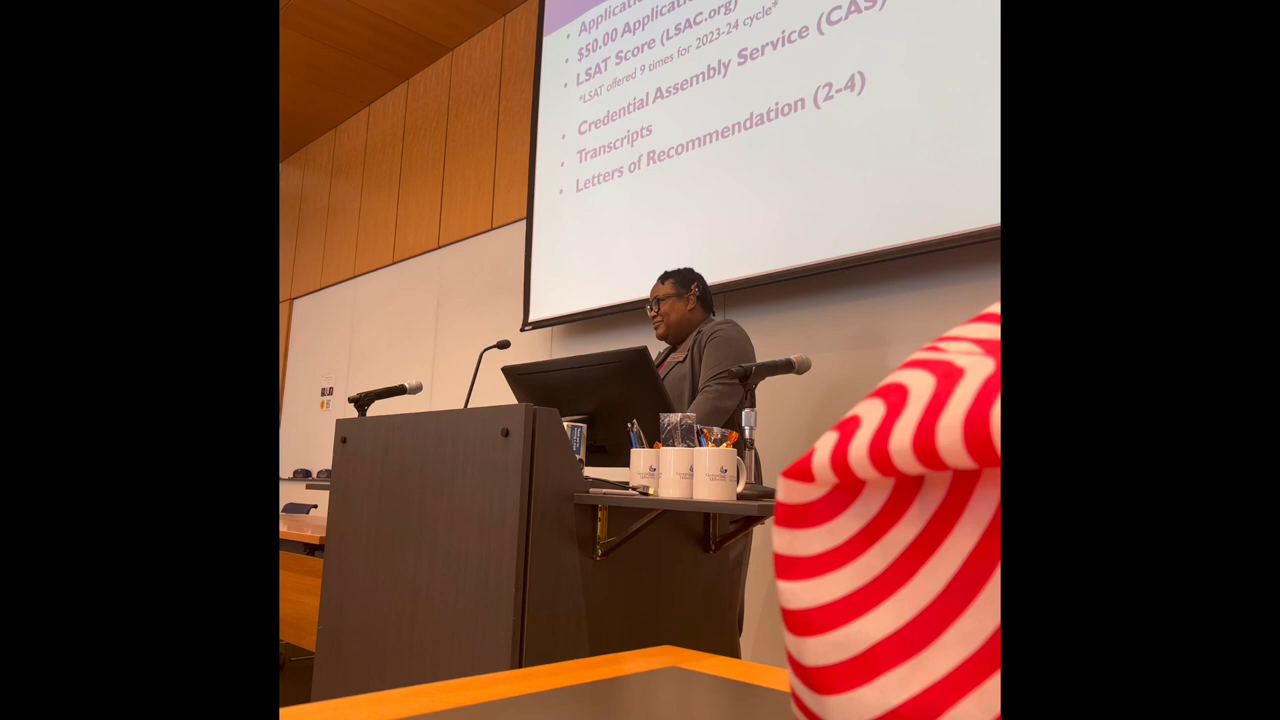 $50.00
LSAT Score (LSAC.org)
*LSAT offered 9 times for 2023-24 cycle*
Credential Assembly Service (CAS)
Transcripts
Letters of Recommendation (2-4)